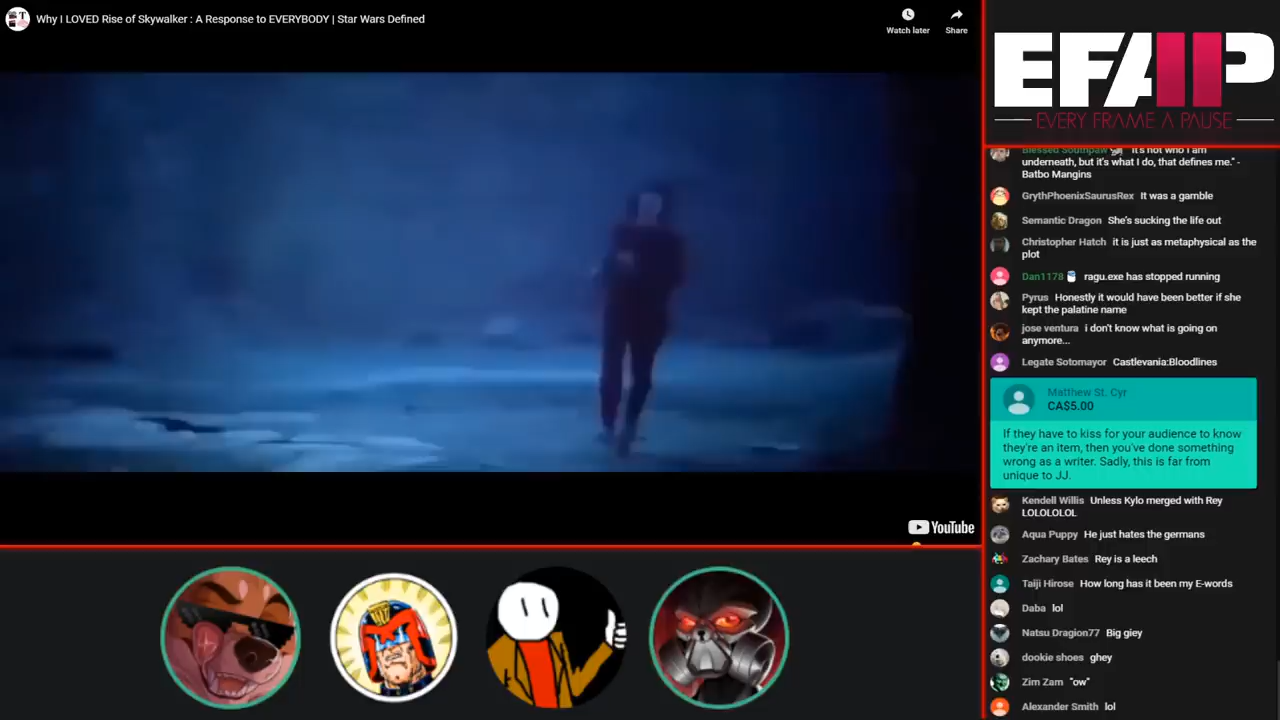 Why I LOVED Rise of Skywalker : A Response to EVERYBODY | Star Wars Defined
Watch later
Share
YouTube
EFAP
EVERY FRAME A PAUSE
Blessed Southpaw "It's not who I am
underneath, but it's what I do, that defines me." -
Batbo Mangins
GrythPhoenixSaurusRex It was a gamble
Semantic Dragon She's sucking the life out
Christopher Hatch it is just as metaphysical as the
plot
Dan1178 ragu.exe has stopped running
Pyrus Honestly it would have been better if she
kept the palatine name
jose ventura i don't know what is going on
anymore...
Legate Sotomayor Castlevania:Bloodlines
Matthew St. Cyr
CA$5.00
If they have to kiss for your audience to know
they're an item, then you've done something
wrong as a writer. Sadly, this is far from
unique to JJ.
Kendell Willis Unless Kylo merged with Rey
LOLOLOLOL
Aqua Puppy He just hates the germans
Zachary Bates Rey is a leech
Taiji Hirose How long has it been my E-words
Daba lol
Natsu Dragion77 Big giey
dookie shoes ghey
Zim Zam "ow"
Alexander Smith lol